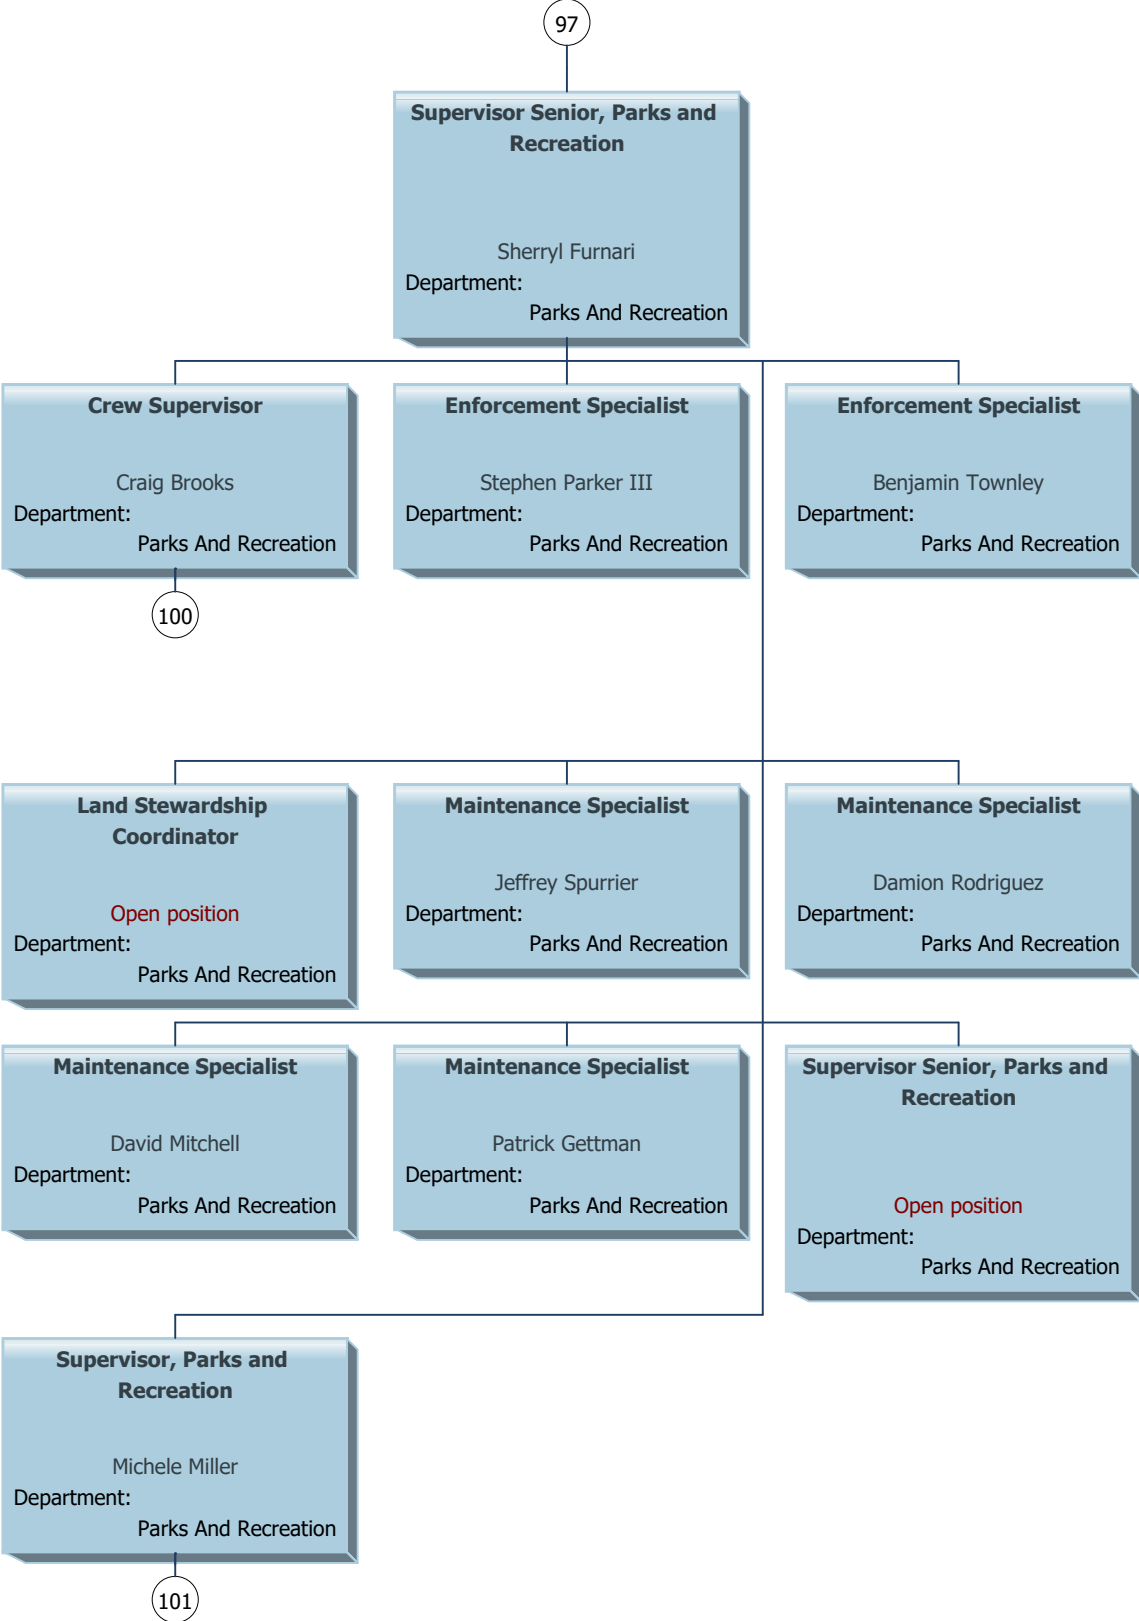 97
Supervisor Senior, Parks and
Recreation
Sherryl Furnari
Department:
Parks And Recreation
Crew Supervisor
Craig Brooks
Department:
Parks And Recreation
100
Enforcement Specialist
Stephen Parker III
Department:
Parks And Recreation
Enforcement Specialist
Benjamin Townley
Department:
Parks And Recreation
Land Stewardship
Coordinator
Open position
Department:
Parks And Recreation
Maintenance Specialist
Jeffrey Spurrier
Department:
Parks And Recreation
Maintenance Specialist
Damion Rodriguez
Department:
Parks And Recreation
Maintenance Specialist
David Mitchell
Department:
Parks And Recreation
Maintenance Specialist
Patrick Gettman
Department:
Parks And Recreation
Supervisor Senior, Parks and
Recreation
Open position
Department:
Parks And Recreation
Supervisor, Parks and
Recreation
Michele Miller
Department:
Parks And Recreation
101